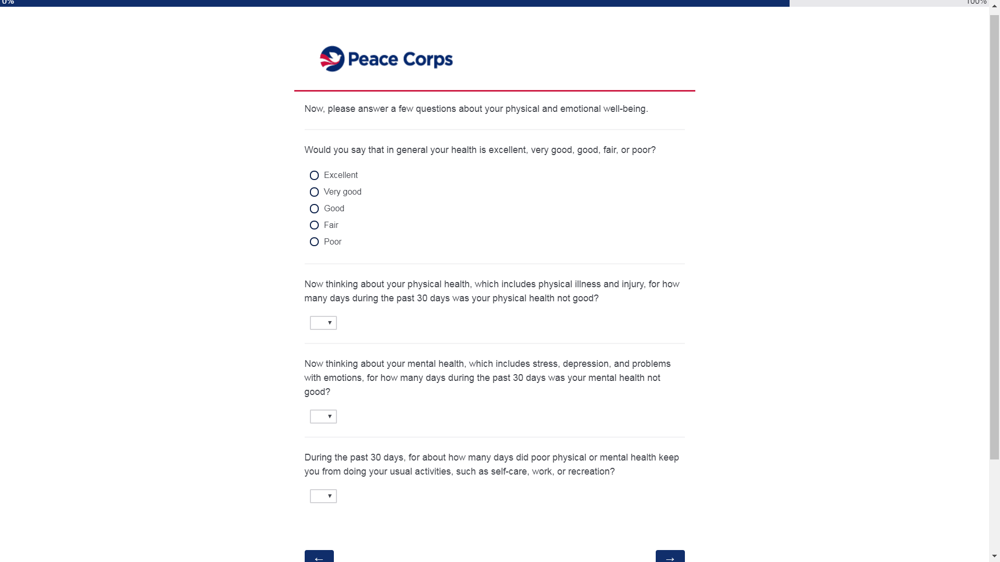 0%
100%
Peace Corps
Now, please answer a few questions about your physical and emotional well-being.
Would you say that in general your health is excellent, very good, good, fair, or poor?
Excellent
Very good
Good
Fair
Poor
Now thinking about your physical health, which includes physical illness and injury, for how
many days during the past 30 days was your physical health not good?
Now thinking about your mental health, which includes stress, depression, and problems
with emotions, for how many days during the past 30 days was your mental health not
good?
During the past 30 days, for about how many days did poor physical or mental health keep
you from doing your usual activities, such as self-care, work, or recreation?
← →